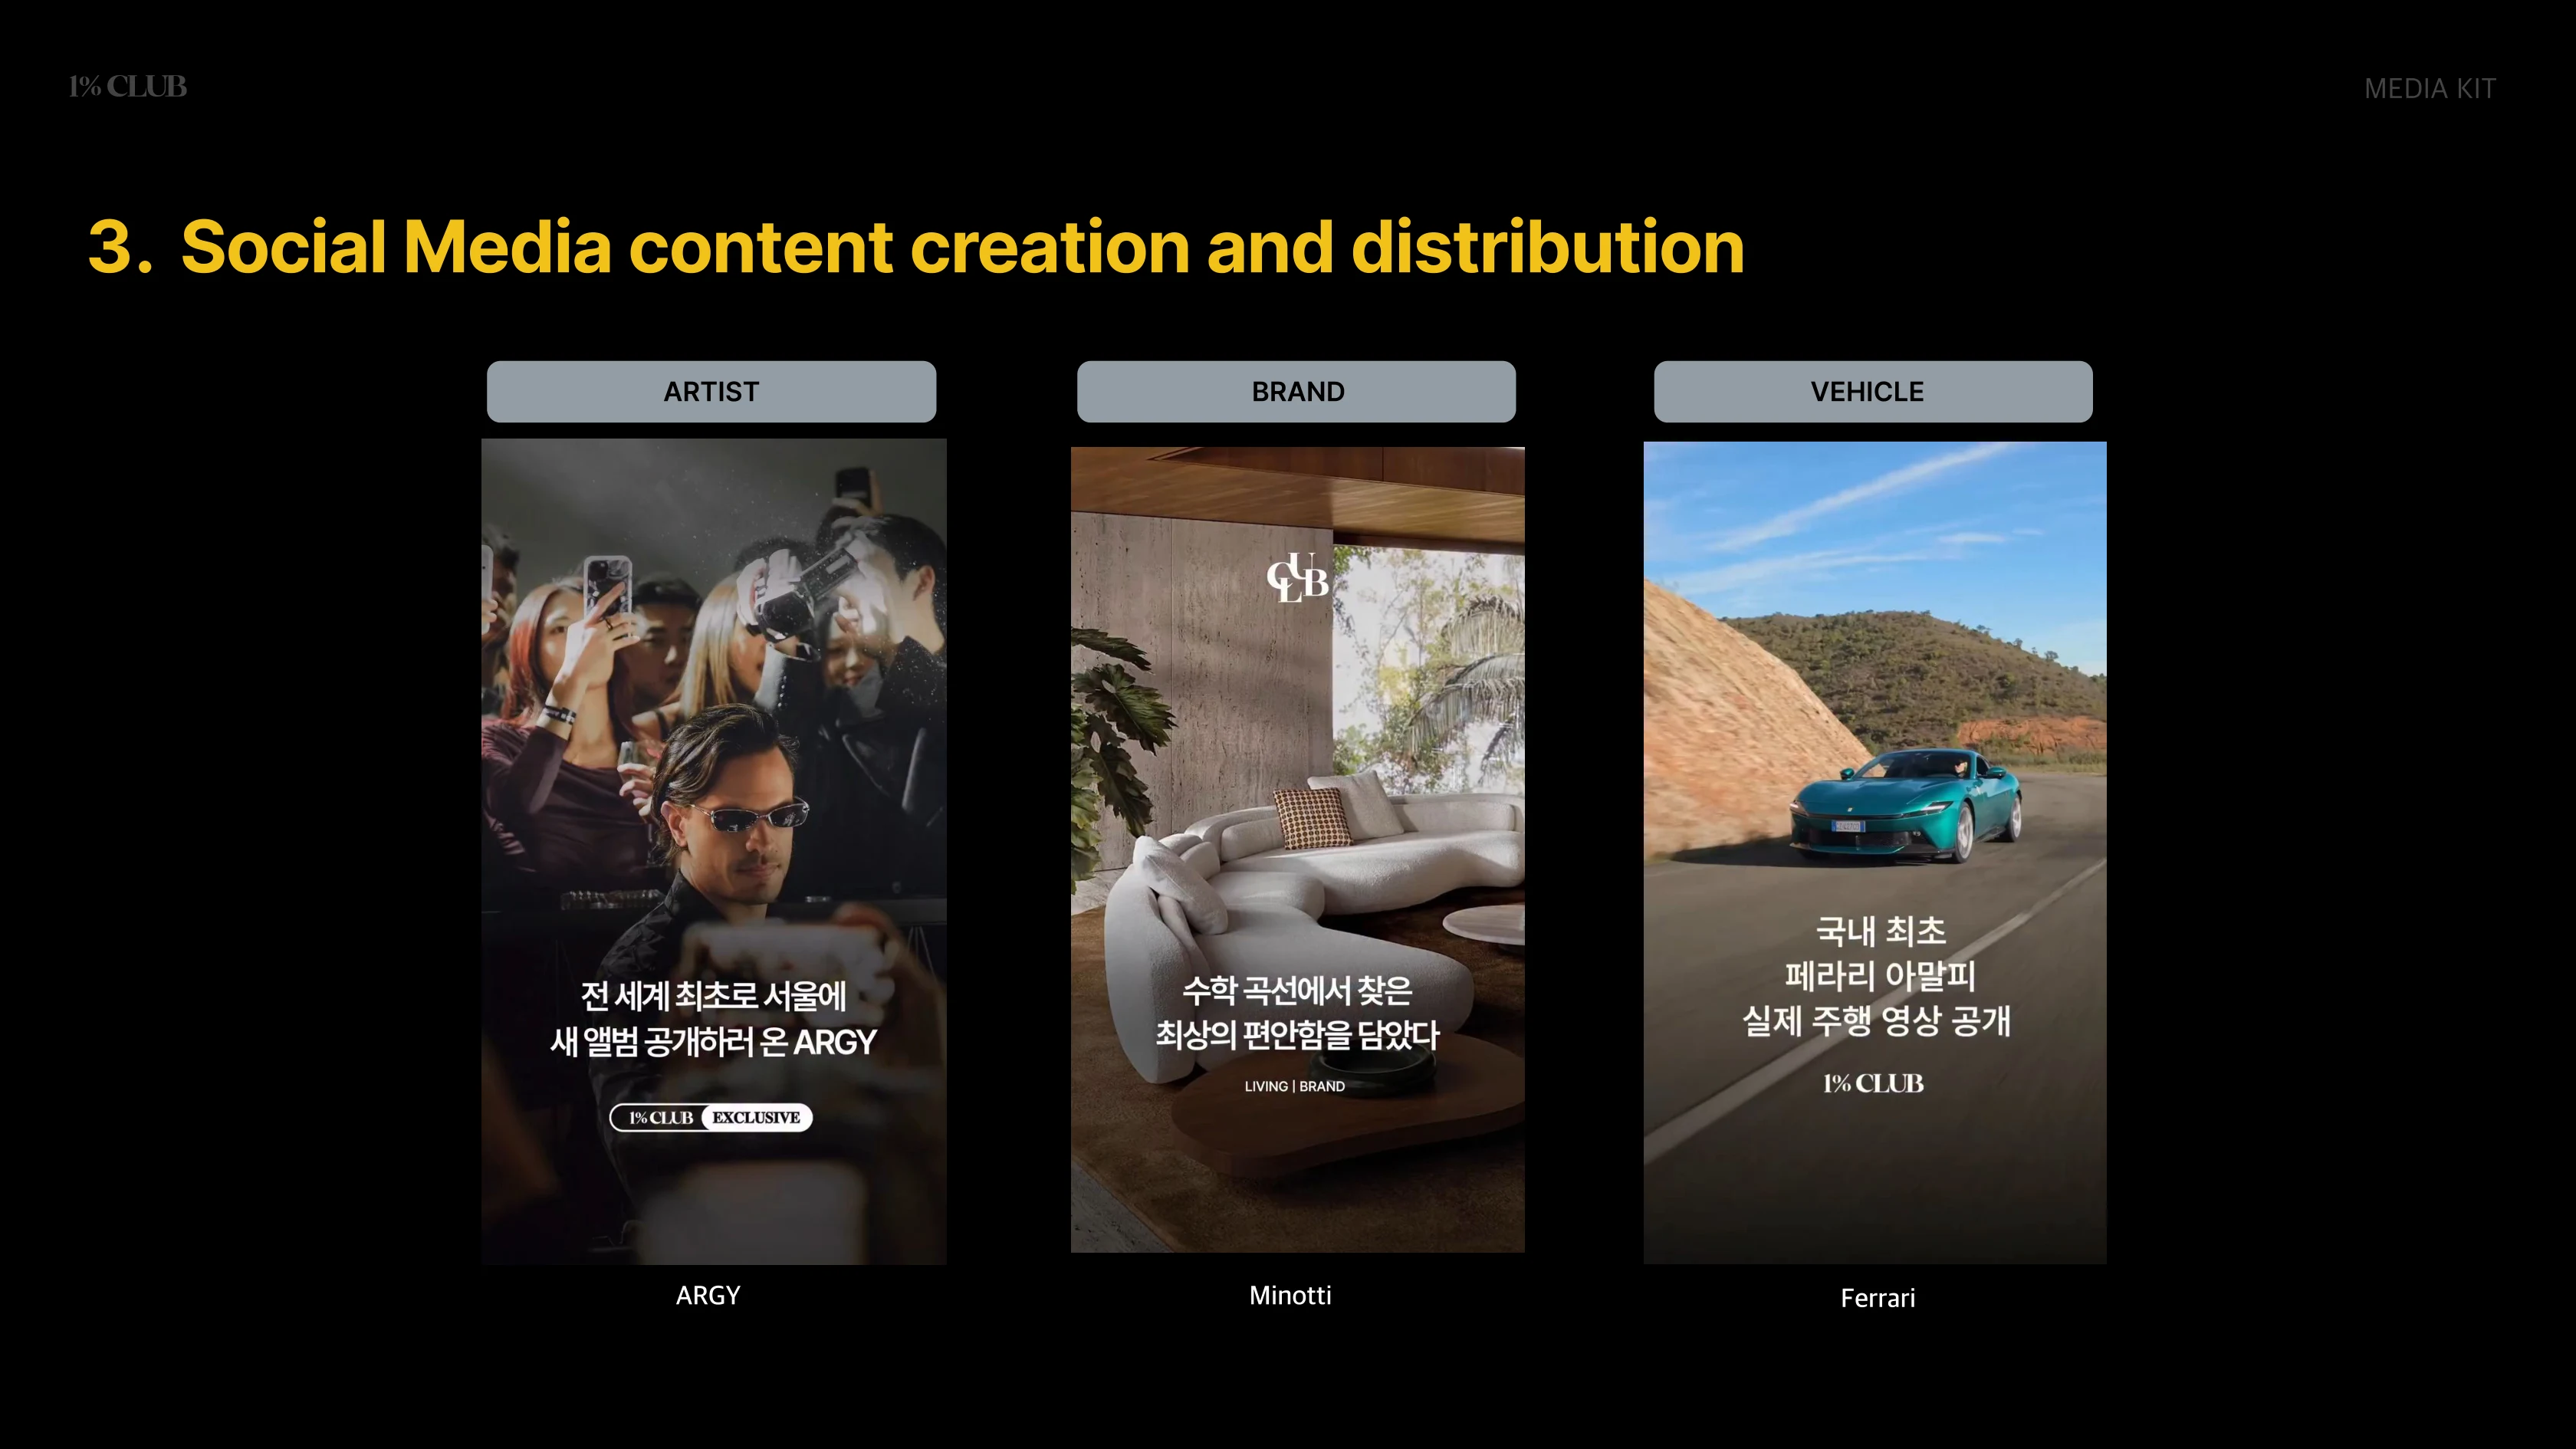 1% CLUB
MEDIA KIT
3. Social Media content creation and distribution
ARTIST
BRAND
VEHICLE
전 세계 최초로 서울에
새 앨범 공개하러 온 ARGY
1% CLUB EXCLUSIVE
ARGY
CLUB
수학 곡선에서 찾은
최상의 편안함을 담았다
LIVING | BRAND
Minotti
국내 최초
페라리 아말피
실제 주행 영상 공개
1% CLUB
Ferrari